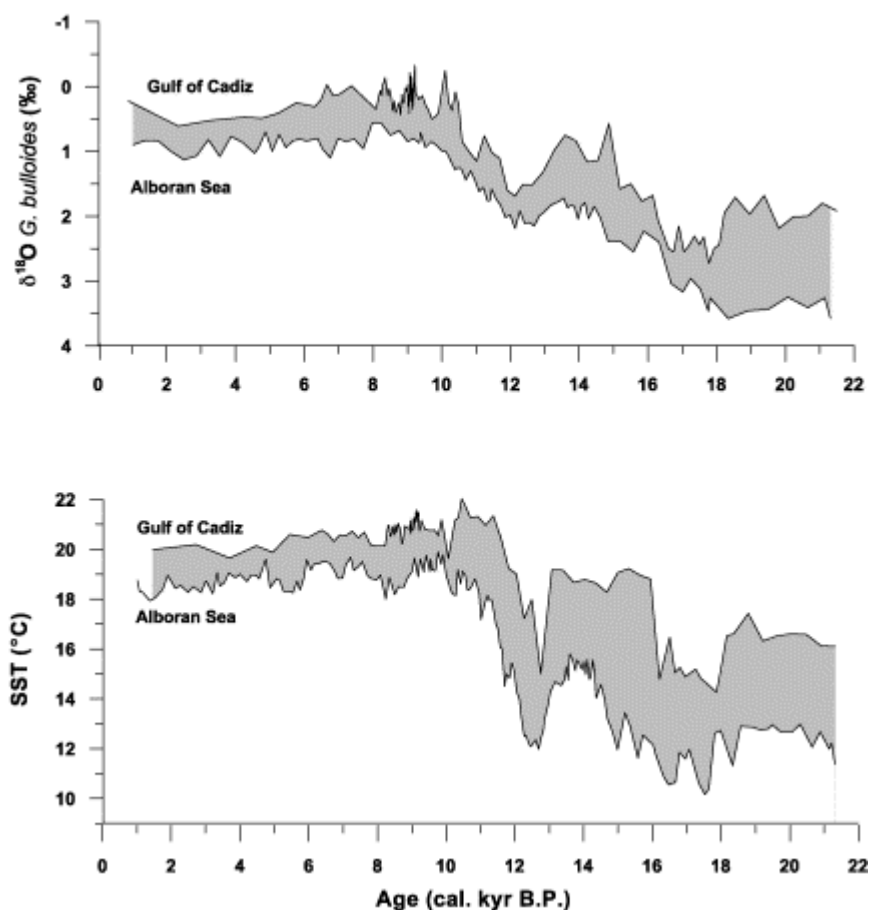 -1
0
1
2
3
4
δ¹⁸O G. bulloides (‰)
Gulf of Cadiz
Alboran Sea
0 2 4 6 8 10 12 14 16 18 20 22
22
20
18
16
14
12
10
SST (°C)
Gulf of Cadiz
Alboran Sea
0 2 4 6 8 10 12 14 16 18 20 22
Age (cal. kyr B.P.)